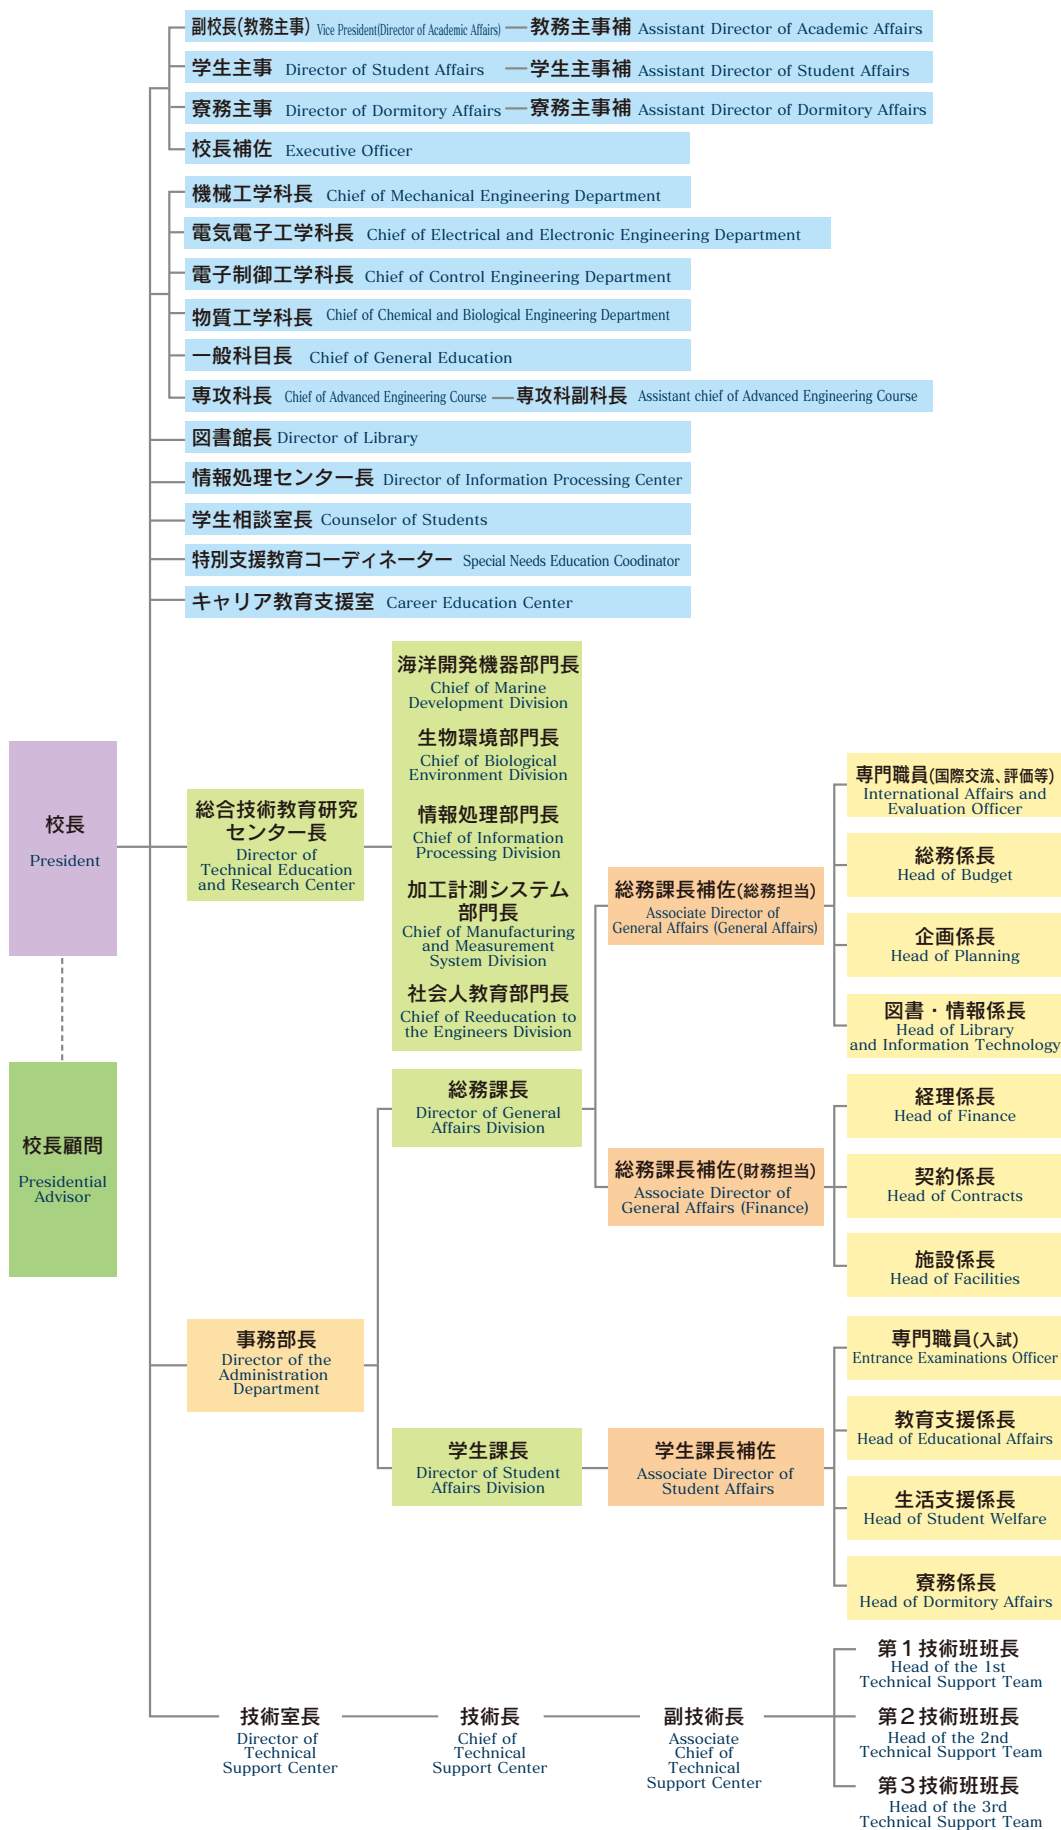 副校長(教務主事) Vice President(Director of Academic Affairs) 教務主事補 Assistant Director of Academic Affairs
学生主事 Director of Student Affairs 学生主事補 Assistant Director of Student Affairs
寮務主事 Director of Dormitory Affairs 寮務主事補 Assistant Director of Dormitory Affairs
校長補佐 Executive Officer
機械工学科長 Chief of Mechanical Engineering Department
電気電子工学科長 Chief of Electrical and Electronic Engineering Department
電子制御工学科長 Chief of Control Engineering Department
物質工学科長 Chief of Chemical and Biological Engineering Department
一般科目長 Chief of General Education
専攻科長 Chief of Advanced Engineering Course 専攻科副科長 Assistant chief of Advanced Engineering Course
図書館長 Director of Library
情報処理センター長 Director of Information Processing Center
学生相談室長 Counselor of Students
特別支援教育コーディネーター Special Needs Education Coodinator
キャリア教育支援室 Career Education Center
校長
President
校長顧問
Presidential
Advisor
総合技術教育研究
センター長
Director of
Technical Education
and Research Center
海洋開発機器部門長
Chief of Marine
Development Division
生物環境部門長
Chief of Biological
Environment Division
情報処理部門長
Chief of Information
Processing Division
加工計測システム
部門長
Chief of Manufacturing
and Measurement
System Division
社会人教育部門長
Chief of Reeducation to
the Engineers Division
事務部長
Director of the
Administration
Department
総務課長
Director of General
Affairs Division
総務課長補佐(総務担当)
Associate Director of
General Affairs (General Affairs)
専門職員(国際交流、評価等)
International Affairs and
Evaluation Officer
総務係長
Head of Budget
企画係長
Head of Planning
図書・情報係長
Head of Library
and Information Technology
総務課長補佐(財務担当)
Associate Director of
General Affairs (Finance)
経理係長
Head of Finance
契約係長
Head of Contracts
施設係長
Head of Facilities
学生課長
Director of Student
Affairs Division
学生課長補佐
Associate Director of
Student Affairs
専門職員(入試)
Entrance Examinations Officer
教育支援係長
Head of Educational Affairs
生活支援係長
Head of Student Welfare
寮務係長
Head of Dormitory Affairs
技術室長
Director of
Technical
Support Center
技術長
Chief of
Technical
Support Center
副技術長
Associate
Chief of
Technical
Support Center
第1技術班班長
Head of the 1st
Technical Support Team
第2技術班班長
Head of the 2nd
Technical Support Team
第3技術班班長
Head of the 3rd
Technical Support Team